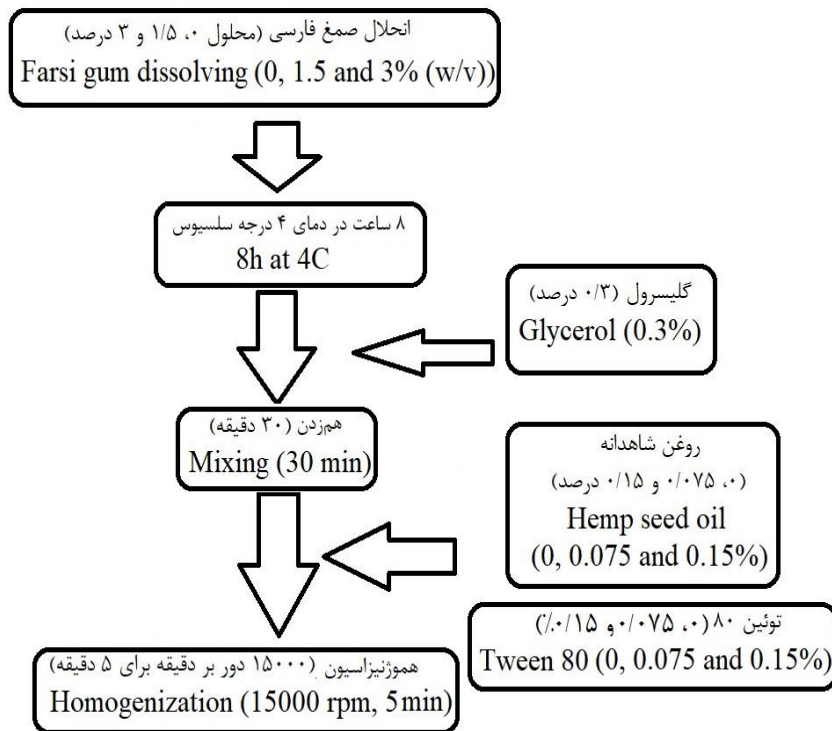 انحلال صمغ فارسی (محلول ۰، ۱/۵ و ۳ درصد)
Farsi gum dissolving (0, 1.5 and 3% (w/v))
۸ ساعت در دمای ۴ درجه سلسیوس
8h at 4C
گلیسرول (۰/۳ درصد)
Glycerol (0.3%)
هم‌زدن (۳۰ دقیقه)
Mixing (30 min)
روغن شاهدانه
(۰، ۰/۰۷۵ و ۰/۱۵ درصد)
Hemp seed oil
(0, 0.075 and 0.15%)
توئین ۸۰ (۰، ۰/۰۷۵ و ۰/۱۵٪)
Tween 80 (0, 0.075 and 0.15%)
هموژنیزاسیون (۱۵۰۰۰ دور بر دقیقه برای ۵ دقیقه)
Homogenization (15000 rpm, 5 min)